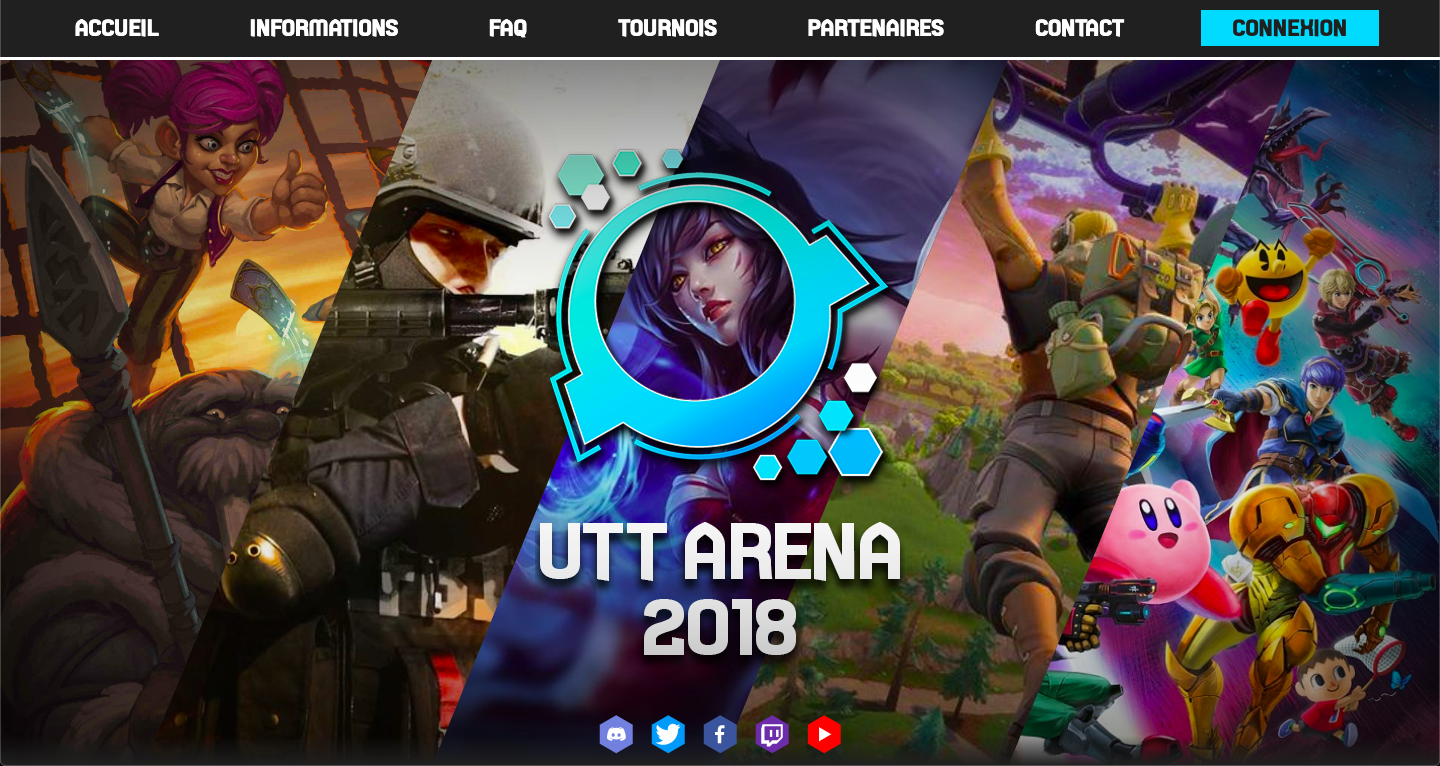 ACCUEIL INFORMATIONS FAQ TOURNOIS PARTENAIRES CONTACT CONNEXION
UTT ARENA
2018